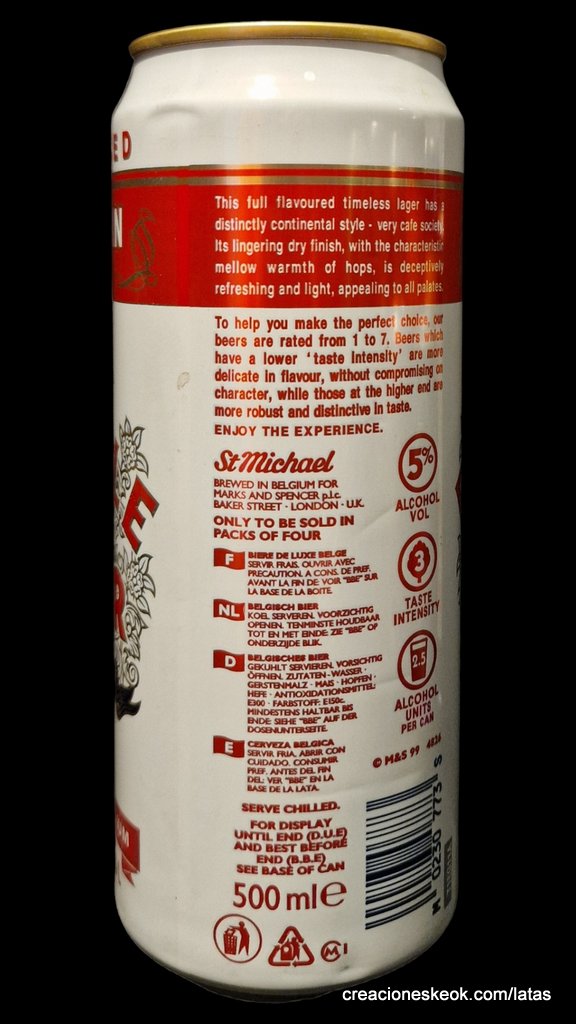 ED
N
This full flavoured timeless lager has a
distinctly continental style - very cafe society.
Its lingering dry finish, with the characteristic
mellow warmth of hops, is deceptively
refreshing and light, appealing to all palates.
To help you make the perfect choice, our
beers are rated from 1 to 7. Beers which
have a lower 'taste Intensity' are more
delicate in flavour, without compromising on
character, while those at the higher end are
more robust and distinctive in taste.
ENJOY THE EXPERIENCE.
E
R
St Michael
BREWED IN BELGIUM FOR
MARKS AND SPENCER p.l.c.
BAKER STREET · LONDON · U.K.
ONLY TO BE SOLD IN
PACKS OF FOUR
5%
ALCOHOL
VOL
F BIERE DE LUXE BELGE
SERVIR FRAIS. OUVRIR AVEC
PRECAUTION. A CONS. DE PREF.
AVANT LA FIN DE: VOIR "BBE" SUR
LA BASE DE LA BOITE.
3
TASTE
INTENSITY
NL BELGISCH BIER
KOEL SERVEREN. VOORZICHTIG
OPENEN. TENMINSTE HOUDBAAR
TOT EN MET EINDE: ZIE "BBE" OP
ONDERZIJDE BLIK.
D BELGISCHES BIER
GEKUHLT SERVIEREN. VORSICHTIG
ÖFFNEN. ZUTATEN - WASSER ·
GERSTENMALZ · MAIS · HOPFEN ·
HEFE · ANTIOXIDATIONSMITTEL:
E300 · FARBSTOFF: E150c.
MINDESTENS HALTBAR BIS
ENDE: SIEHE "BBE" AUF DER
DOSENUNTERSEITE.
2.5
ALCOHOL
UNITS
PER CAN
E CERVEZA BELGICA
SERVIR FRIA. ABRIR CON
CUIDADO. CONSUMIR
PREF. ANTES DEL FIN
DEL: VER "BBE" EN LA
BASE DE LA LATA.
© M&S 99 4826
SERVE CHILLED.
FOR DISPLAY
UNTIL END (D.U.E)
AND BEST BEFORE
END (B.B.E)
SEE BASE OF CAN
500 ml e
M 0230 773 S
creacioneskeok.com/latas